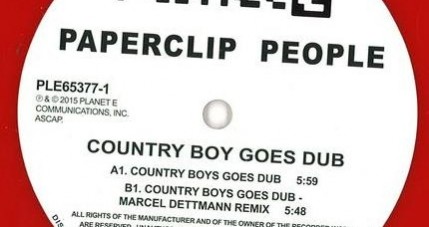 PAPERCLIP PEOPLE
PLE65377-1
℗ & © 2015 PLANET E
COMMUNICATIONS, INC.
ASCAP.
COUNTRY BOY GOES DUB
A1. COUNTRY BOYS GOES DUB 5:59
B1. COUNTRY BOYS GOES DUB -
MARCEL DETTMANN REMIX 5:48
ALL RIGHTS OF THE MANUFACTURER AND OF THE OWNER OF THE RECORDED
ARE RESERVED.